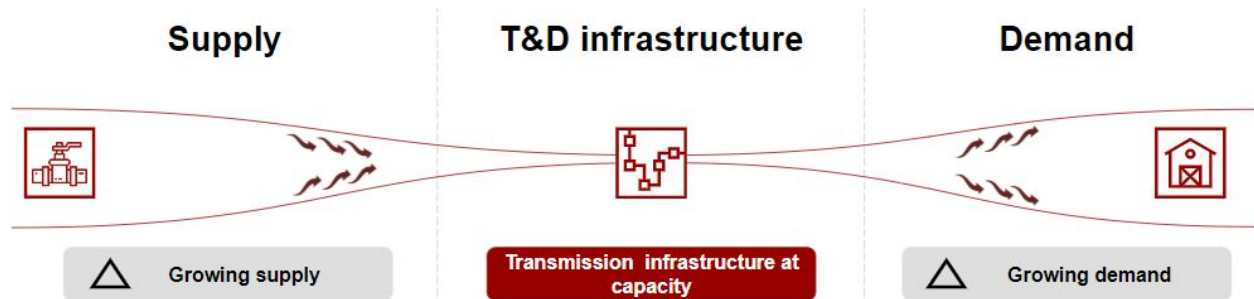 Supply
T&D infrastructure
Demand
Growing supply
Transmission infrastructure at
capacity
Growing demand